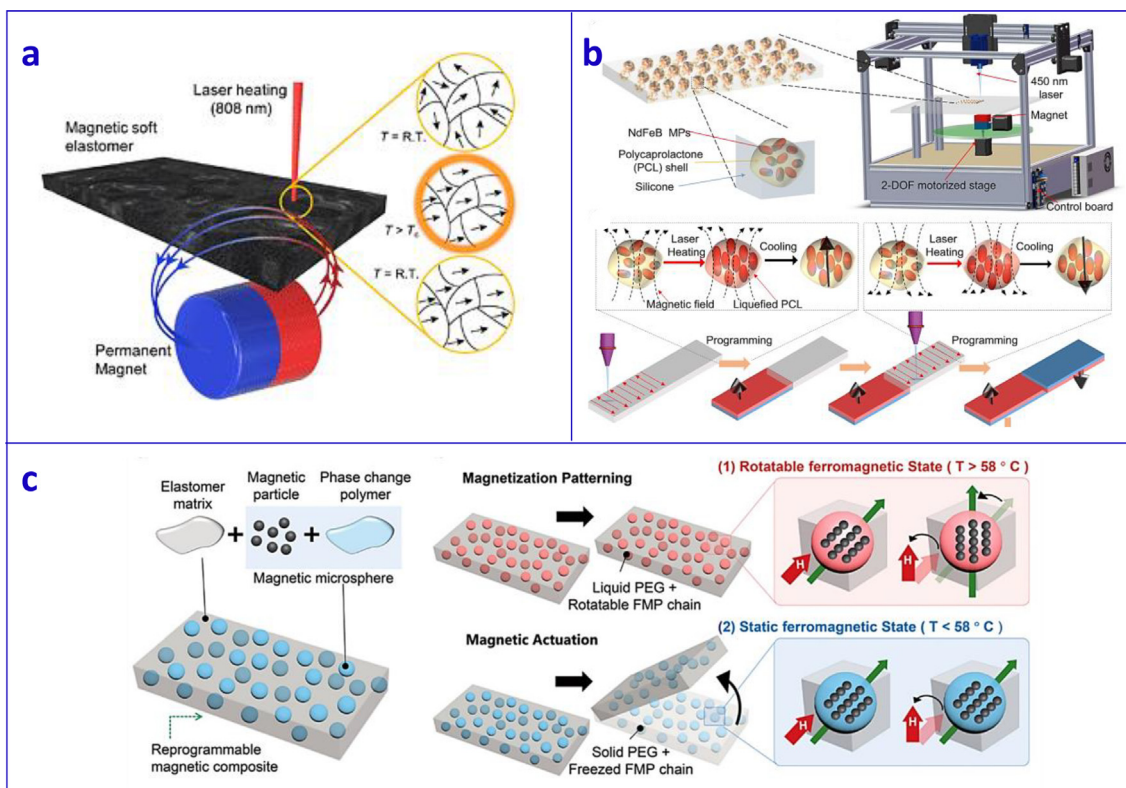 a
Laser heating
(808 nm)
Magnetic soft
elastomer
T = R.T.
T > Tc
T = R.T.
Permanent
Magnet
b
450 nm
laser
Magnet
NdFeB MPs
Polycaprolactone
(PCL) shell
Silicone
2-DOF motorized stage
Control board
Laser
Heating
Cooling
Magnetic field
Liquefied PCL
Laser
Heating
Cooling
Programming
Programming
c
Elastomer
matrix
Magnetic
particle
Phase change
polymer
+
+
Magnetic microsphere
Reprogrammable
magnetic composite
Magnetization Patterning
Liquid PEG +
Rotatable FMP chain
(1) Rotatable ferromagnetic State ( T > 58 ° C )
H
H
Magnetic Actuation
Solid PEG +
Freezed FMP chain
(2) Static ferromagnetic State ( T < 58 ° C )
H
H